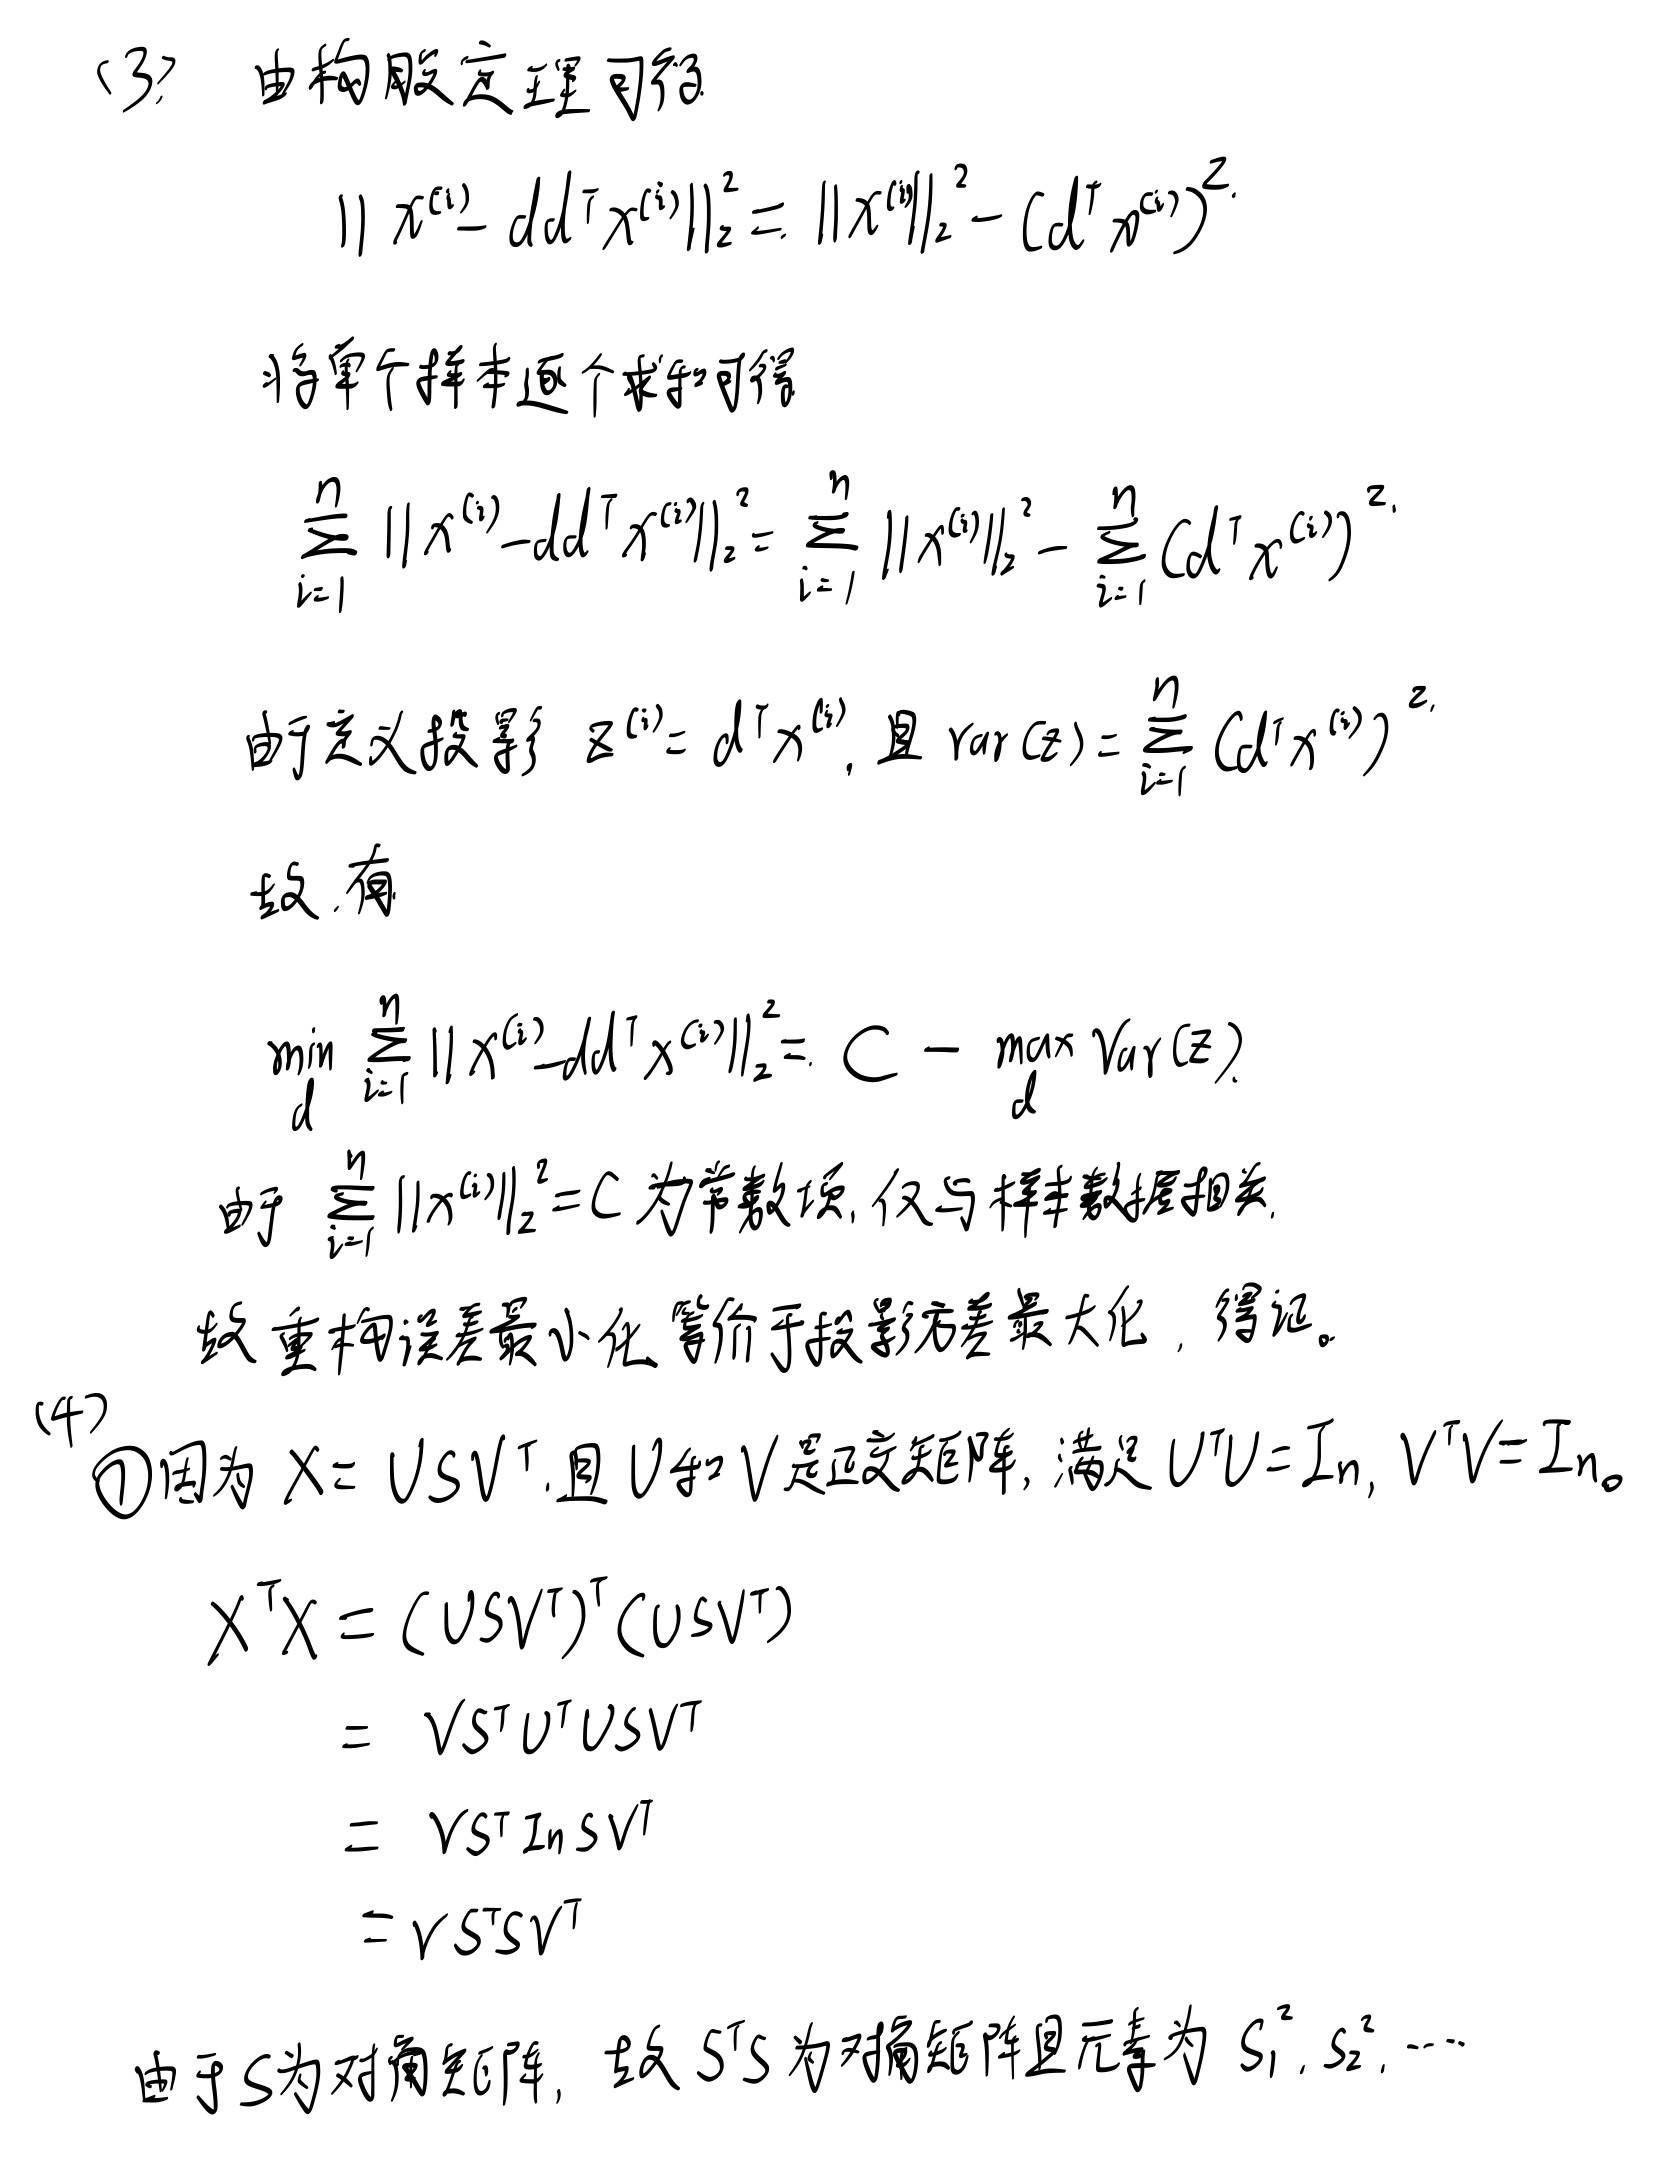 (3) 由构股定理可得
|| x^(i) - dd^T x^(i) ||_2^2 = ||x^(i)||_2^2 - (d^T x^(i))^2.
将单个样本逐个求和可得
∑_{i=1}^n || x^(i) - dd^T x^(i) ||_2^2 = ∑_{i=1}^n ||x^(i)||_2^2 - ∑_{i=1}^n (d^T x^(i))^2.
由于定义投影 z^(i) = d^T x^(i), 且 var(z) = ∑_{i=1}^n (d^T x^(i))^2.
故.有
min_d ∑_{i=1}^n || x^(i) - dd^T x^(i) ||_2^2 = C - max_d Var(z).
由于 ∑_{i=1}^n ||x^(i)||_2^2 = C 为常数项, 仅与样本数据相关.
故重构误差最小化等价于投影方差最大化, 得证。
(4)
①因为 X = USV^T. 且 U和V是正交矩阵, 满足 U^T U = I_n, V^T V = I_n。
X^T X = (USV^T)^T (USV^T)
= VS^T U^T USV^T
= VS^T I_n SV^T
= VS^T SV^T
由于S为对角矩阵, 故 S^T S 为对角矩阵且元素为 S_1^2, S_2^2, ····